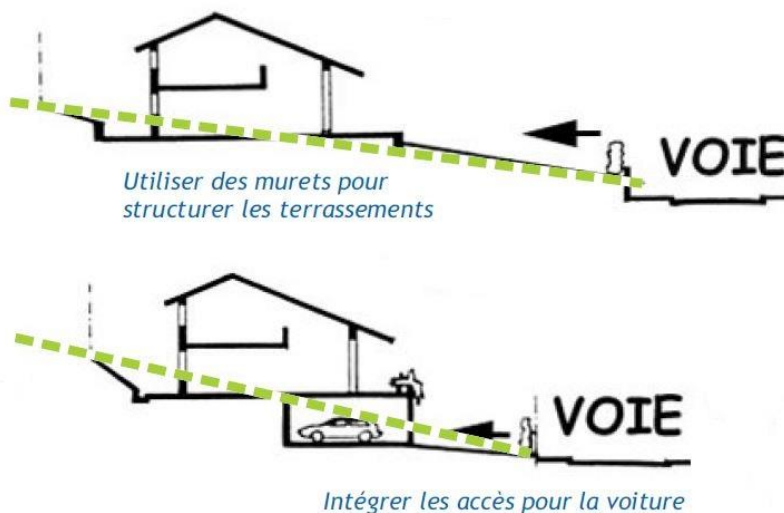 VOIE
Utiliser des murets pour
structurer les terrassements
VOIE
Intégrer les accès pour la voiture